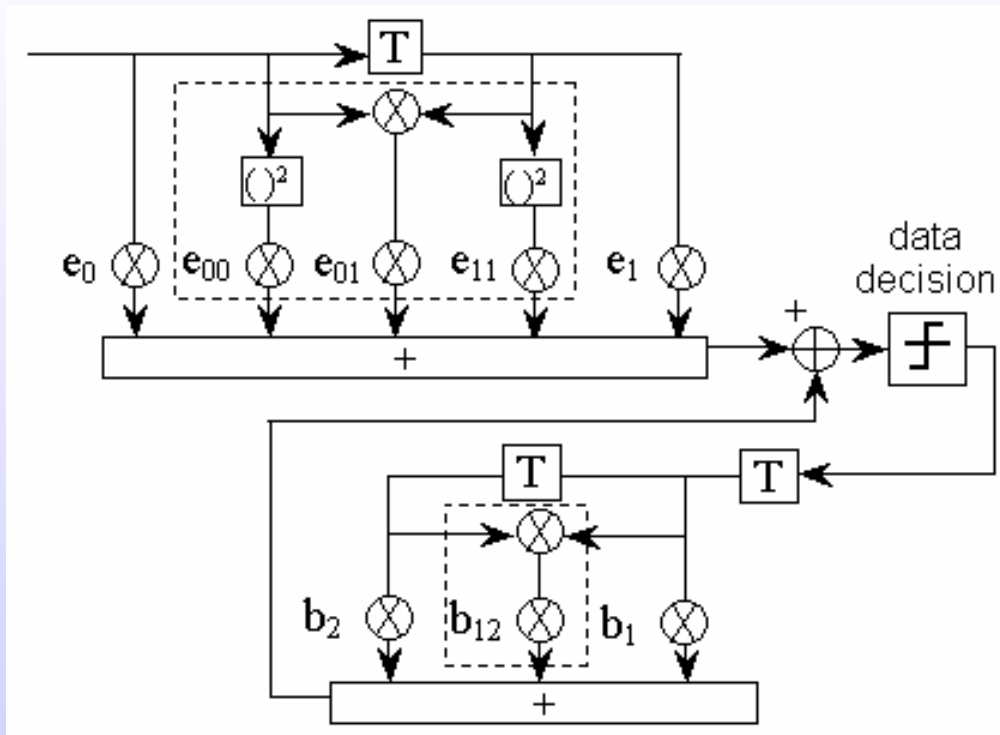 T
( )²
( )²
e₀ e₀₀ e₀₁ e₁₁ e₁
data
decision
+
+
T
T
b₂ b₁₂ b₁
+